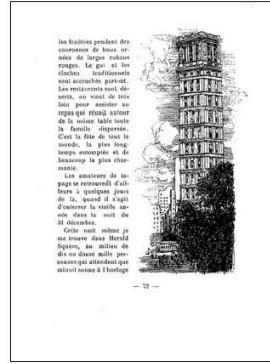 les fenêtres pendent des
couronnes de houx or-
nées de larges rubans
rouges. Le gui et les
cloches traditionnels
sont accrochés partout.
Les restaurants sont dé-
serts, on vient de très
loin pour assister au
repas qui réunit autour
de la même table toute
la famille dispersée.
C'est la fête de tout le
monde, la plus long-
temps escomptée et de
beaucoup la plus char-
mante.
Les amateurs de ta-
page se retrouvent d'ail-
leurs à quelques jours
de là, quand il s'agit
d'enterrer la vieille an-
née dans la nuit du
31 décembre.
Cette nuit même je
me trouve dans Herald
Square, au milieu de
dix ou douze mille per-
sonnes qui attendent que
minuit sonne à l'horloge
— 72 —